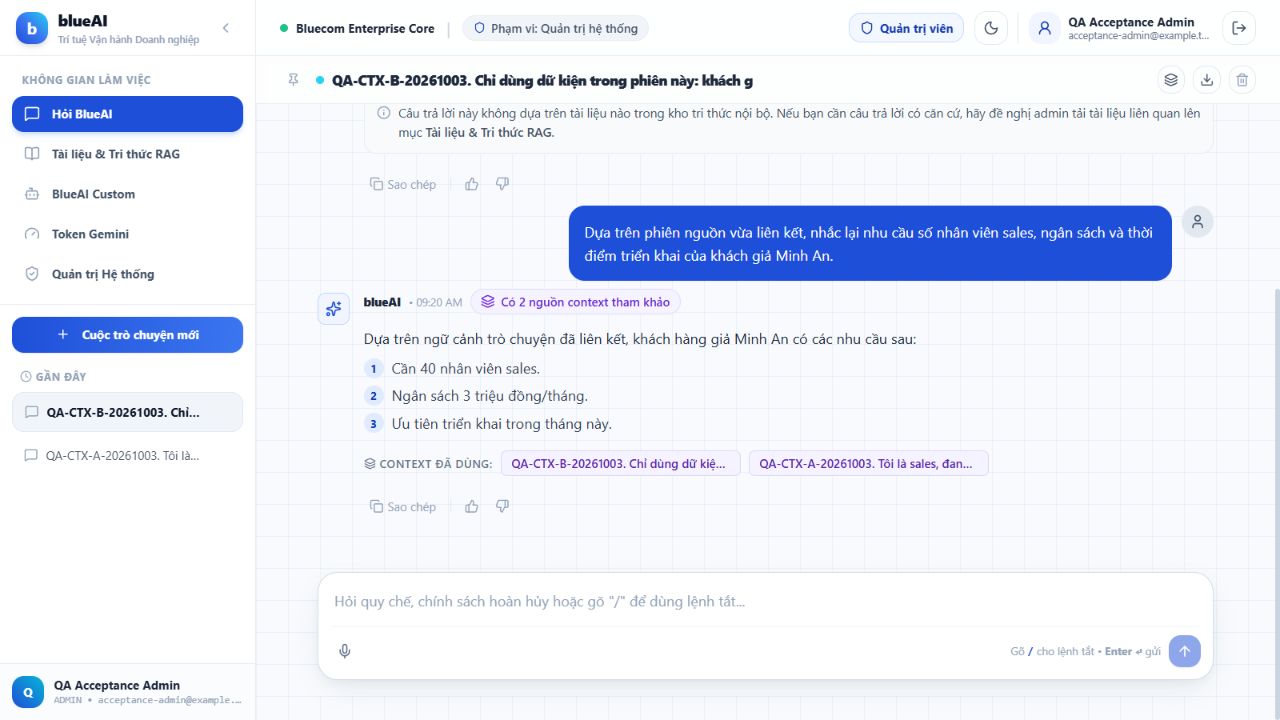 b
blueAI
Trí tuệ Vận hành Doanh nghiệp
KHÔNG GIAN LÀM VIỆC
Hỏi BlueAI
Tài liệu & Tri thức RAG
BlueAI Custom
Token Gemini
Quản trị Hệ thống
+ Cuộc trò chuyện mới
GẦN ĐÂY
QA-CTX-B-20261003. Chỉ...
QA-CTX-A-20261003. Tôi là...
Q
QA Acceptance Admin
ADMIN • acceptance-admin@example....
Bluecom Enterprise Core
Phạm vi: Quản trị hệ thống
Quản trị viên
QA Acceptance Admin
acceptance-admin@example.t...
QA-CTX-B-20261003. Chỉ dùng dữ kiện trong phiên này: khách g
Câu trả lời này không dựa trên tài liệu nào trong kho tri thức nội bộ. Nếu bạn cần câu trả lời có căn cứ, hãy đề nghị admin tải tài liệu liên quan lên
mục Tài liệu & Tri thức RAG.
Sao chép
Dựa trên phiên nguồn vừa liên kết, nhắc lại nhu cầu số nhân viên sales, ngân sách và thời
điểm triển khai của khách giả Minh An.
blueAI • 09:20 AM Có 2 nguồn context tham khảo
Dựa trên ngữ cảnh trò chuyện đã liên kết, khách hàng giả Minh An có các nhu cầu sau:
1 Cần 40 nhân viên sales.
2 Ngân sách 3 triệu đồng/tháng.
3 Ưu tiên triển khai trong tháng này.
CONTEXT ĐÃ DÙNG: QA-CTX-B-20261003. Chỉ dùng dữ kiệ... QA-CTX-A-20261003. Tôi là sales, đan...
Sao chép
Hỏi quy chế, chính sách hoàn hủy hoặc gõ "/" để dùng lệnh tắt...
Gõ / cho lệnh tắt • Enter ↵ gửi